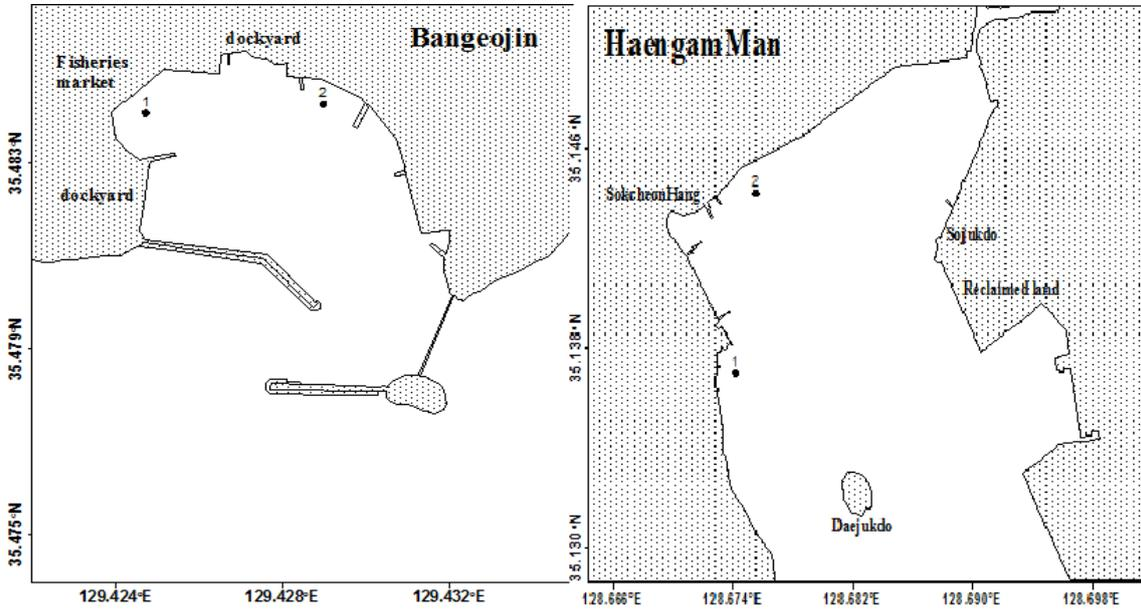 dockyard
Bangeojin
Fisheries
market
1
2
dockyard
35.483°N
35.479°N
35.475°N
129.424°E
129.428°E
129.432°E
HaengamMan
2
SokcheonHang
Sojukdo
Reclaimed land
1
Daejukdo
35.146°N
35.138°N
35.130°N
128.666°E
128.674°E
128.682°E
128.690°E
128.698°E